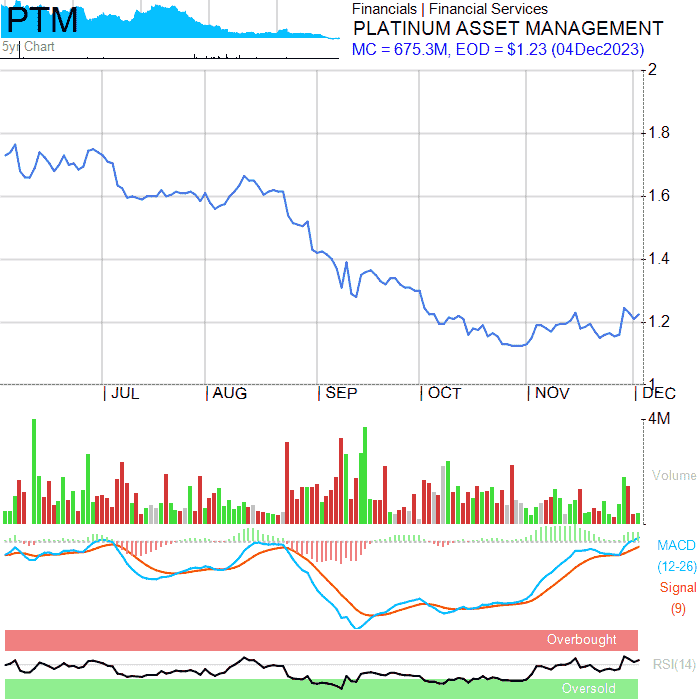 PTM
5yr Chart
Financials | Financial Services
PLATINUM ASSET MANAGEMENT
MC = 675.3M, EOD = $1.23 (04Dec2023)
2
1.8
1.6
1.4
1.2
1
JUL AUG SEP OCT NOV DEC
4M
Volume
MACD
(12-26)
Signal
(9)
Overbought
RSI(14)
Oversold